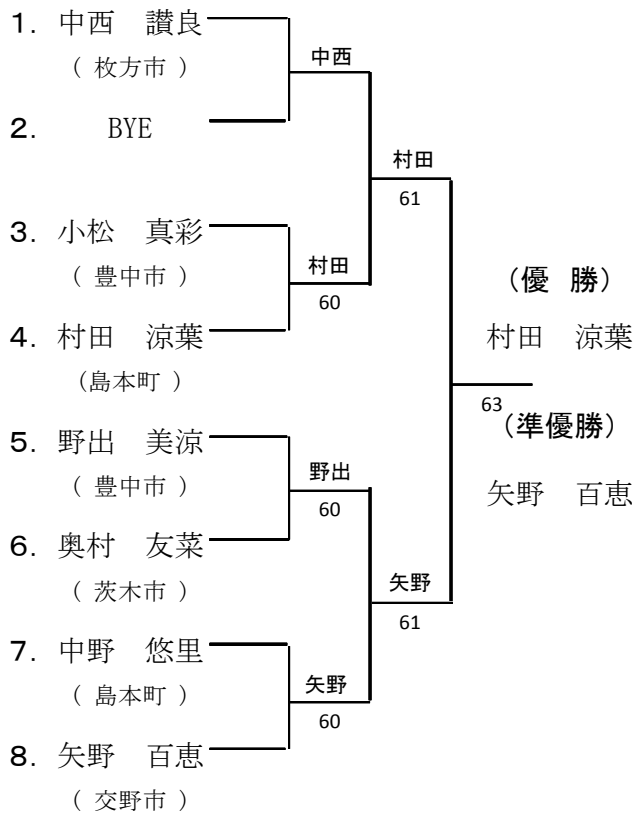 1. 中西　讃良
（ 枚方市 ）
中西
2. BYE
村田
61
3. 小松　真彩
（ 豊中市 ）
村田
60
4. 村田　涼葉
（島本町 ）
（優 勝）
村田　涼葉
63
（準優勝）
矢野　百恵
5. 野出　美涼
（ 豊中市 ）
野出
60
6. 奥村　友菜
（ 茨木市 ）
矢野
61
7. 中野　悠里
（ 島本町 ）
矢野
60
8. 矢野　百恵
（ 交野市 ）